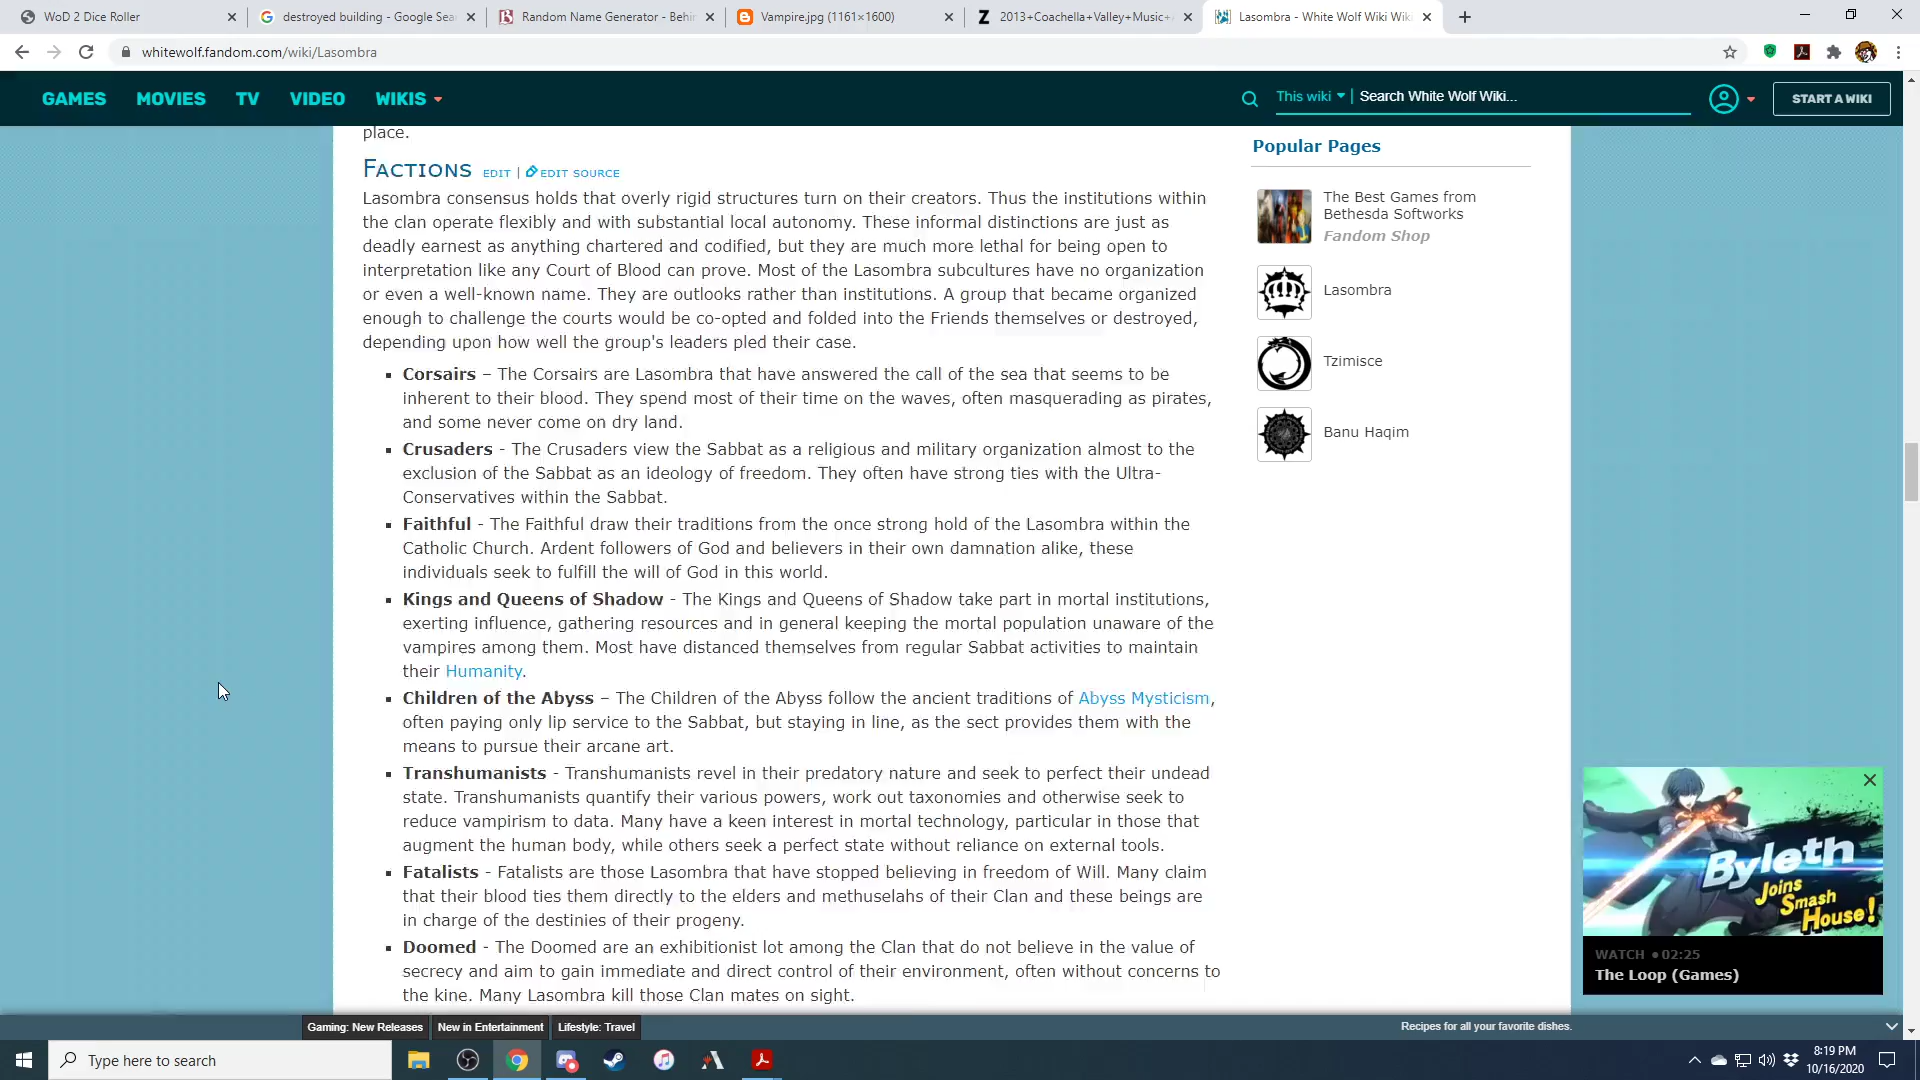 WoD 2 Dice Roller
destroyed building - Google Sea
Random Name Generator - Behi
Vampire.jpg (1161×1600)
2013+Coachella+Valley+Music+
Lasombra - White Wolf Wiki Wik
whitewolf.fandom.com/wiki/Lasombra
GAMES MOVIES TV VIDEO WIKIS
This wiki
Search White Wolf Wiki...
START A WIKI
place.
FACTIONS EDIT | EDIT SOURCE
Lasombra consensus holds that overly rigid structures turn on their creators. Thus the institutions within
the clan operate flexibly and with substantial local autonomy. These informal distinctions are just as
deadly earnest as anything chartered and codified, but they are much more lethal for being open to
interpretation like any Court of Blood can prove. Most of the Lasombra subcultures have no organization
or even a well-known name. They are outlooks rather than institutions. A group that became organized
enough to challenge the courts would be co-opted and folded into the Friends themselves or destroyed,
depending upon how well the group's leaders pled their case.
▪ Corsairs – The Corsairs are Lasombra that have answered the call of the sea that seems to be
inherent to their blood. They spend most of their time on the waves, often masquerading as pirates,
and some never come on dry land.
▪ Crusaders - The Crusaders view the Sabbat as a religious and military organization almost to the
exclusion of the Sabbat as an ideology of freedom. They often have strong ties with the Ultra-
Conservatives within the Sabbat.
▪ Faithful - The Faithful draw their traditions from the once strong hold of the Lasombra within the
Catholic Church. Ardent followers of God and believers in their own damnation alike, these
individuals seek to fulfill the will of God in this world.
▪ Kings and Queens of Shadow - The Kings and Queens of Shadow take part in mortal institutions,
exerting influence, gathering resources and in general keeping the mortal population unaware of the
vampires among them. Most have distanced themselves from regular Sabbat activities to maintain
their Humanity.
▪ Children of the Abyss – The Children of the Abyss follow the ancient traditions of Abyss Mysticism,
often paying only lip service to the Sabbat, but staying in line, as the sect provides them with the
means to pursue their arcane art.
▪ Transhumanists - Transhumanists revel in their predatory nature and seek to perfect their undead
state. Transhumanists quantify their various powers, work out taxonomies and otherwise seek to
reduce vampirism to data. Many have a keen interest in mortal technology, particular in those that
augment the human body, while others seek a perfect state without reliance on external tools.
▪ Fatalists - Fatalists are those Lasombra that have stopped believing in freedom of Will. Many claim
that their blood ties them directly to the elders and methuselahs of their Clan and these beings are
in charge of the destinies of their progeny.
▪ Doomed - The Doomed are an exhibitionist lot among the Clan that do not believe in the value of
secrecy and aim to gain immediate and direct control of their environment, often without concerns to
the kine. Many Lasombra kill those Clan mates on sight.
Popular Pages
The Best Games from
Bethesda Softworks
Fandom Shop
Lasombra
Tzimisce
Banu Haqim
Byleth
Joins
Smash
House!
WATCH • 02:25
The Loop (Games)
Gaming: New Releases
New in Entertainment
Lifestyle: Travel
Recipes for all your favorite dishes.
Type here to search
8:19 PM
10/16/2020